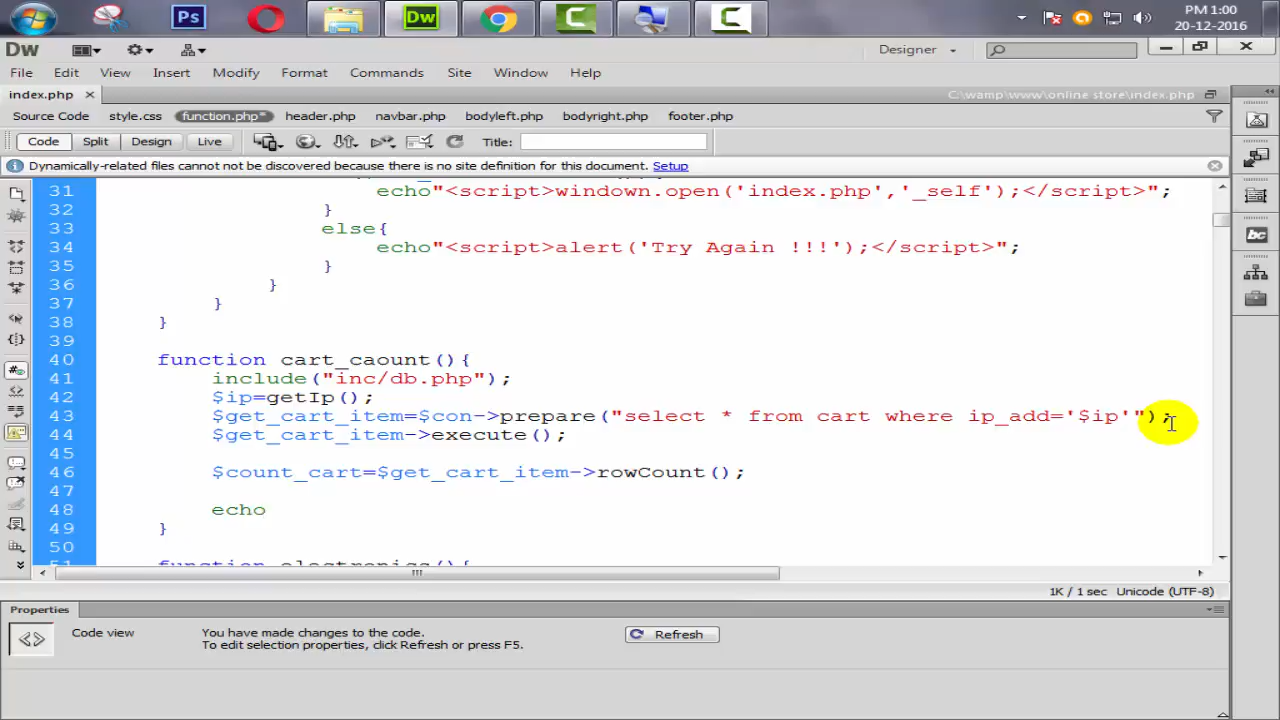 Ps
Dw
PM 1:00
20-12-2016
Dw
Designer
File Edit View Insert Modify Format Commands Site Window Help
index.php
C:\wamp\www\online store\index.php
Source Code style.css function.php* header.php navbar.php bodyleft.php bodyright.php footer.php
Code Split Design Live Title:
Dynamically-related files cannot not be discovered because there is no site definition for this document. Setup
31 echo"<script>windown.open('index.php','_self');</script>";
32 }
33 else{
34 echo"<script>alert('Try Again !!!');</script>";
35 }
36 }
37 }
38 }
39
40 function cart_caount(){
41 include("inc/db.php");
42 $ip=getIp();
43 $get_cart_item=$con->prepare("select * from cart where ip_add='$ip'");
44 $get_cart_item->execute();
45
46 $count_cart=$get_cart_item->rowCount();
47
48 echo
49 }
50
51 function electronics(){
1K / 1 sec Unicode (UTF-8)
Properties
Code view
You have made changes to the code.
To edit selection properties, click Refresh or press F5.
Refresh
bc